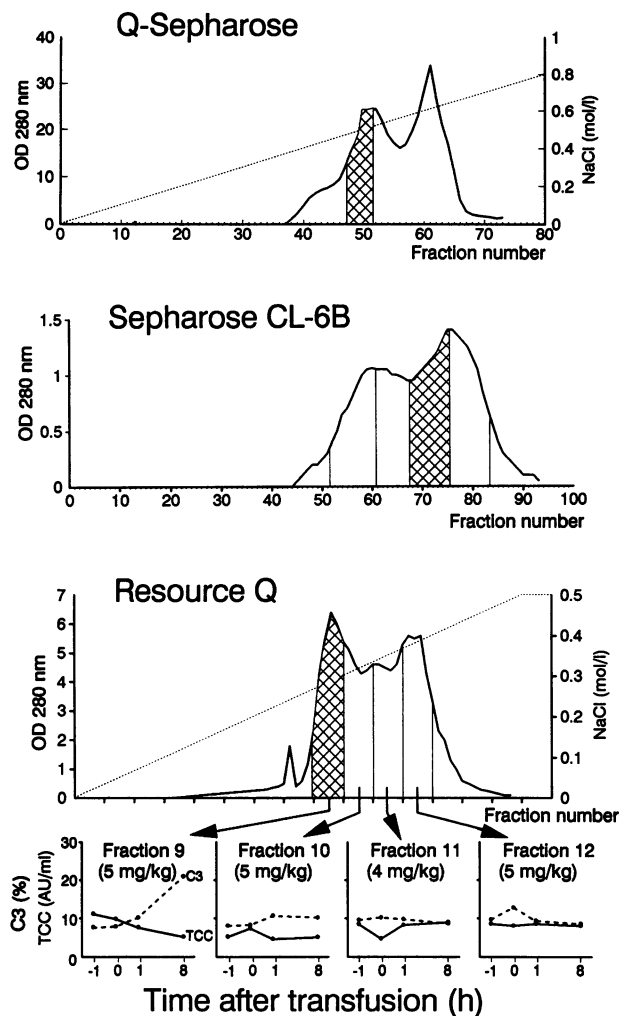 Q-Sepharose
40
30
20
10
0
OD 280 nm
1
0.8
0.6
0.4
0.2
0
NaCl (mol/l)
0 10 20 30 40 50 60 70 80
Fraction number
Sepharose CL-6B
1.5
1
0.5
0
OD 280 nm
0 10 20 30 40 50 60 70 80 90 100
Fraction number
Resource Q
7
6
5
4
3
2
1
0
OD 280 nm
0.5
0.4
0.3
0.2
0.1
0
NaCl (mol/l)
Fraction number
30
20
10
0
C3 (%)
TCC (AU/ml)
Fraction 9
(5 mg/kg)
C3
TCC
-1 0 1 8
Fraction 10
(5 mg/kg)
-1 0 1 8
Fraction 11
(4 mg/kg)
-1 0 1 8
Fraction 12
(5 mg/kg)
-1 0 1 8
Time after transfusion (h)